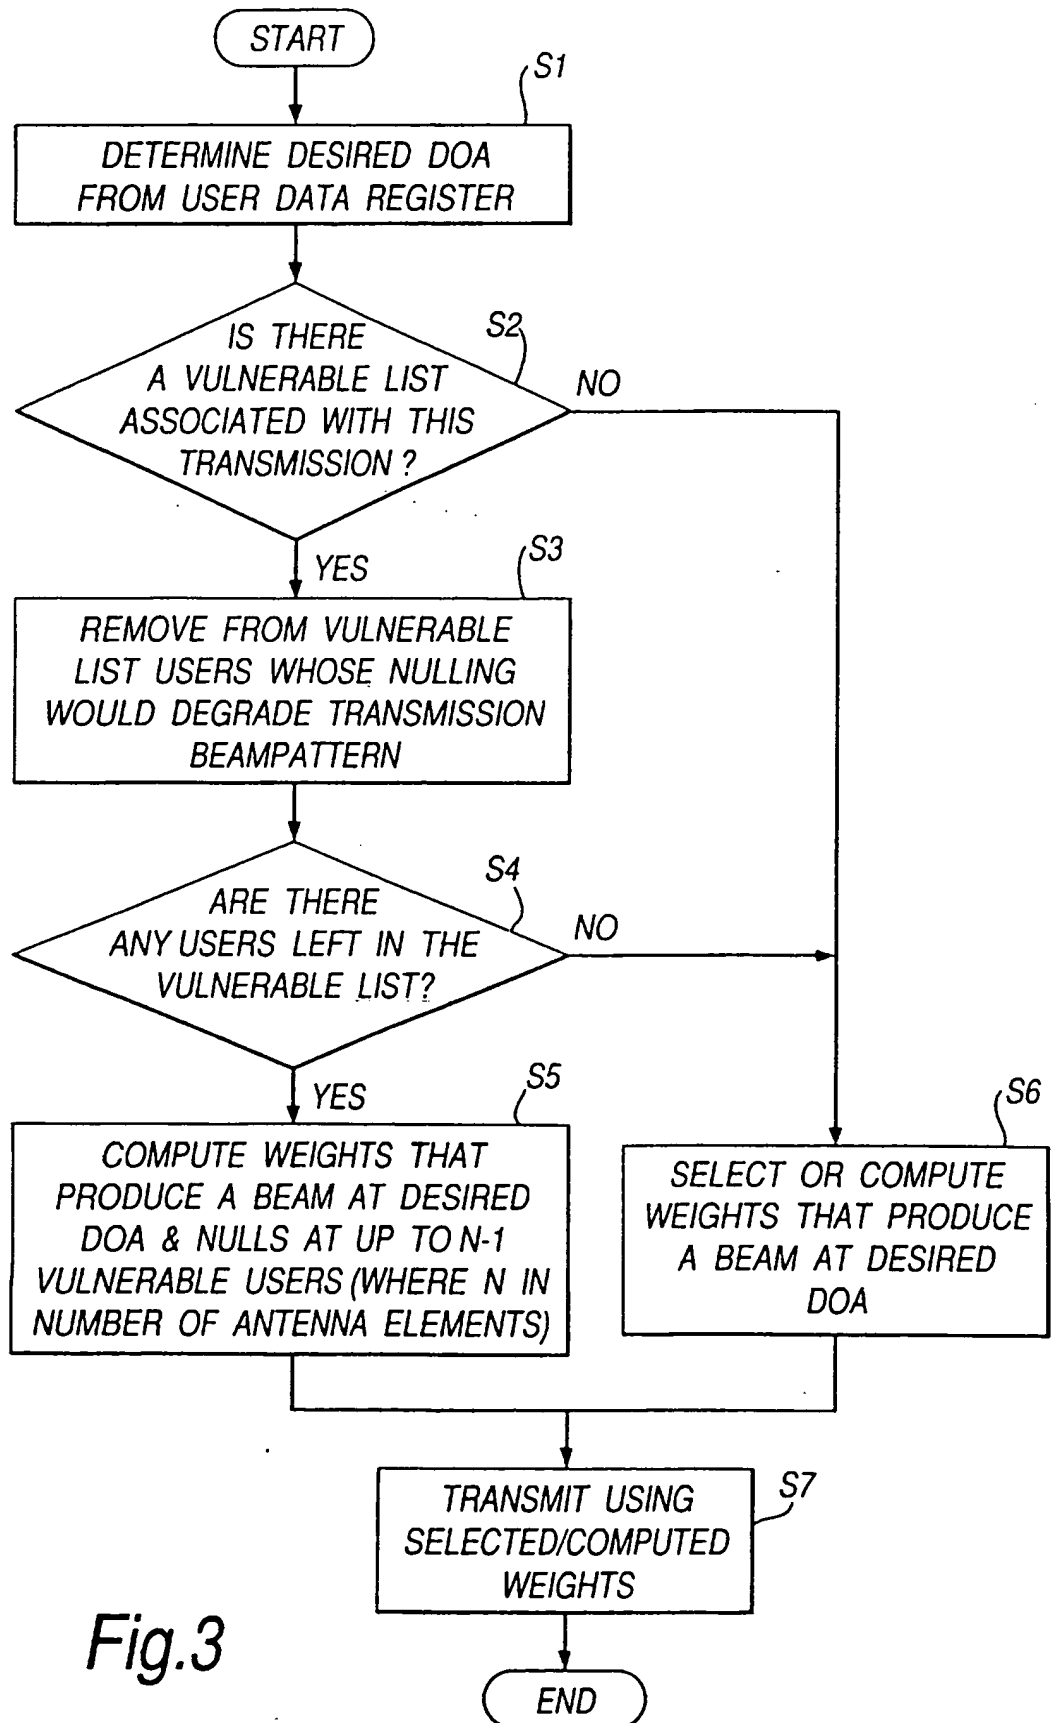 START
S1
DETERMINE DESIRED DOA
FROM USER DATA REGISTER
S2
IS THERE
A VULNERABLE LIST
ASSOCIATED WITH THIS
TRANSMISSION ?
NO
YES
S3
REMOVE FROM VULNERABLE
LIST USERS WHOSE NULLING
WOULD DEGRADE TRANSMISSION
BEAMPATTERN
S4
ARE THERE
ANY USERS LEFT IN THE
VULNERABLE LIST?
NO
YES
S5
COMPUTE WEIGHTS THAT
PRODUCE A BEAM AT DESIRED
DOA & NULLS AT UP TO N-1
VULNERABLE USERS (WHERE N IN
NUMBER OF ANTENNA ELEMENTS)
S6
SELECT OR COMPUTE
WEIGHTS THAT PRODUCE
A BEAM AT DESIRED
DOA
S7
TRANSMIT USING
SELECTED/COMPUTED
WEIGHTS
END
Fig.3